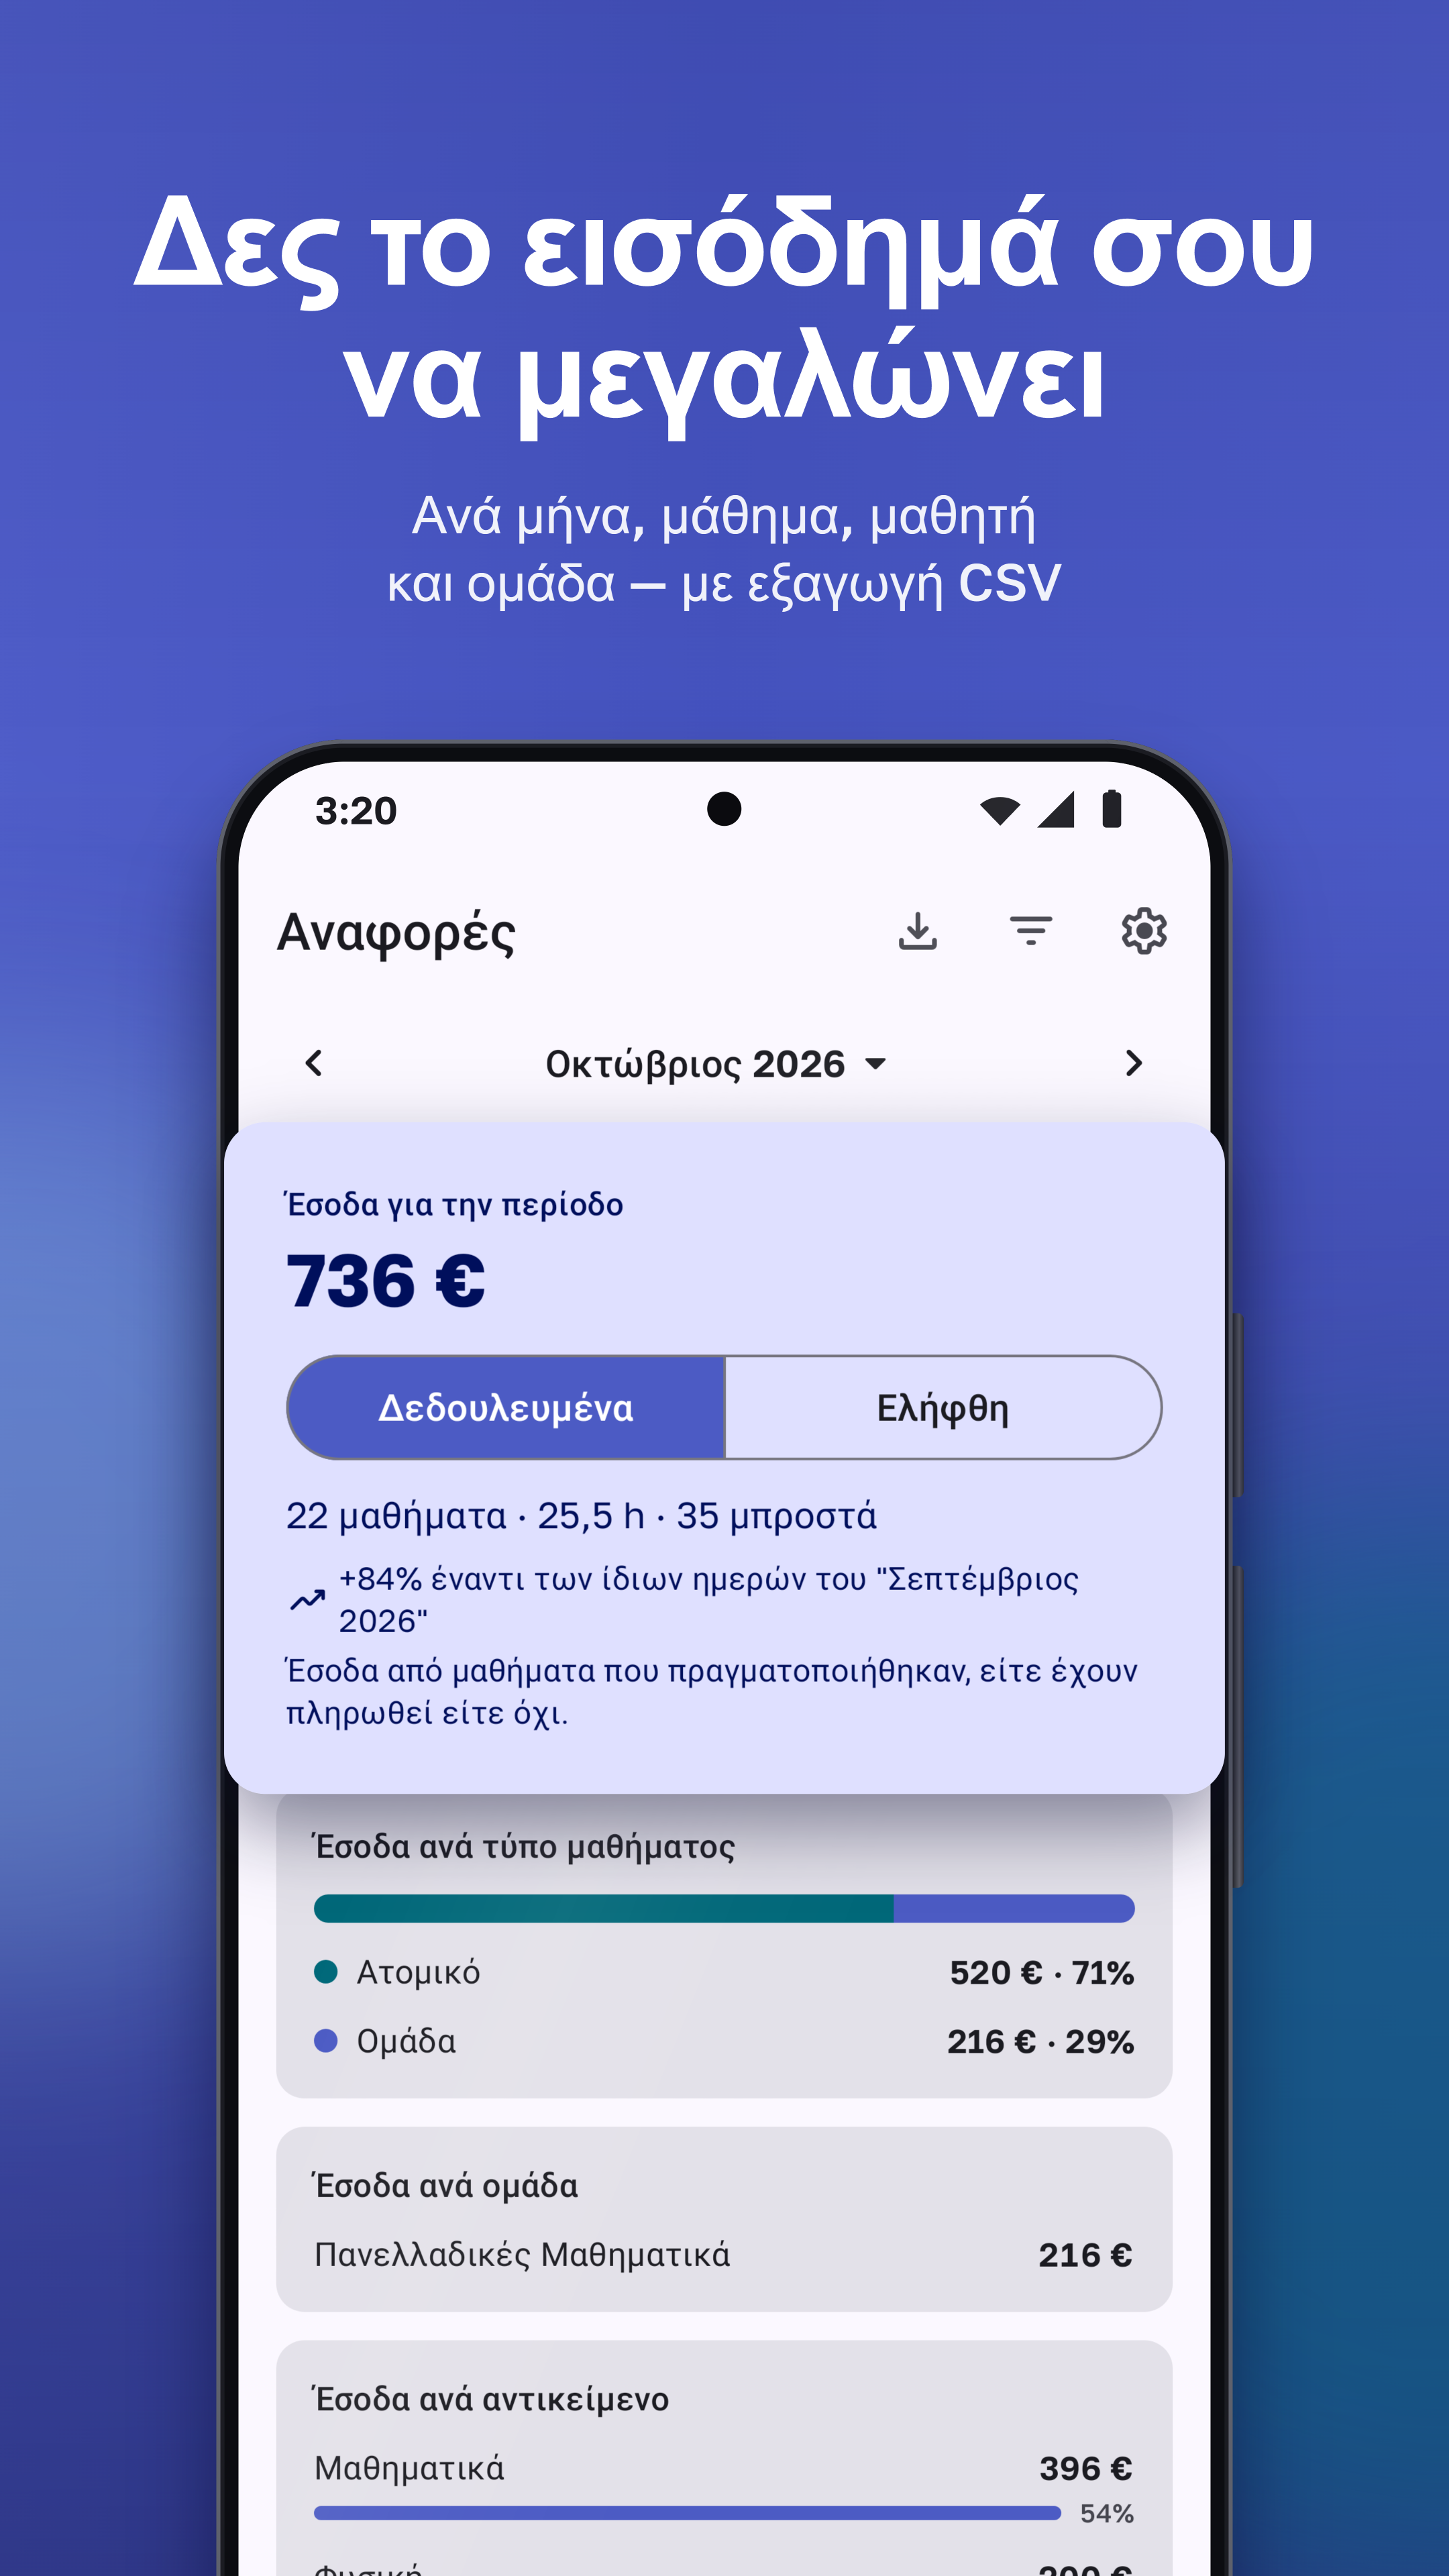 Δες το εισόδημά σου
να μεγαλώνει
Ανά μήνα, μάθημα, μαθητή
και ομάδα — με εξαγωγή CSV
3:20
Αναφορές
Οκτώβριος 2026
Έσοδα για την περίοδο
736 €
Δεδουλευμένα
Ελήφθη
22 μαθήματα · 25,5 h · 35 μπροστά
+84% έναντι των ίδιων ημερών του "Σεπτέμβριος
2026"
Έσοδα από μαθήματα που πραγματοποιήθηκαν, είτε έχουν
πληρωθεί είτε όχι.
Έσοδα ανά τύπο μαθήματος
Ατομικό 520 € · 71%
Ομάδα 216 € · 29%
Έσοδα ανά ομάδα
Πανελλαδικές Μαθηματικά 216 €
Έσοδα ανά αντικείμενο
Μαθηματικά 396 €
54%